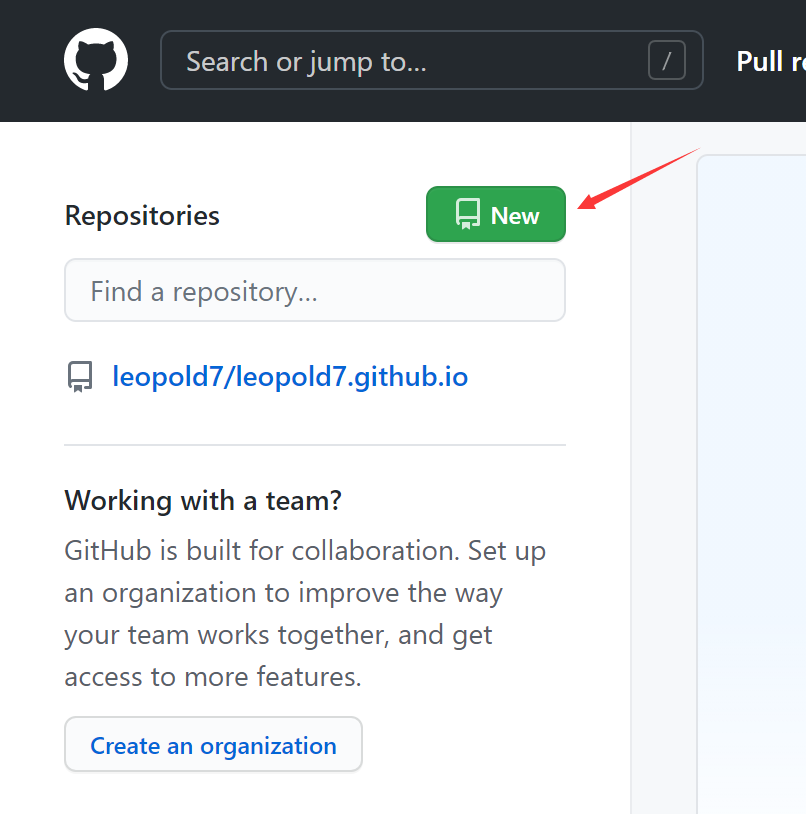 Search or jump to...
/
Pull re
Repositories
New
Find a repository...
leopold7/leopold7.github.io
Working with a team?
GitHub is built for collaboration. Set up
an organization to improve the way
your team works together, and get
access to more features.
Create an organization